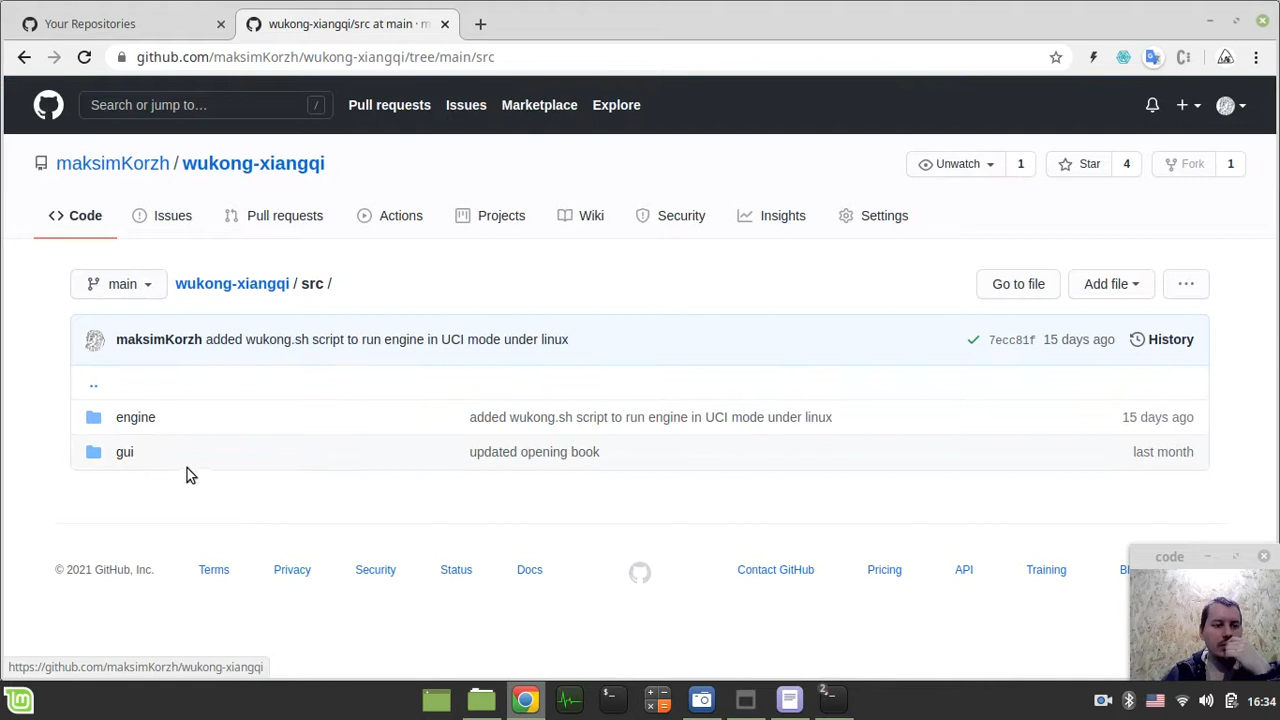 Your Repositories
wukong-xiangqi/src at main · m
github.com/maksimKorzh/wukong-xiangqi/tree/main/src
Search or jump to… /
Pull requests Issues Marketplace Explore
maksimKorzh / wukong-xiangqi
Unwatch 1 Star 4 Fork 1
Code Issues Pull requests Actions Projects Wiki Security Insights Settings
main wukong-xiangqi / src / Go to file Add file ...
maksimKorzh added wukong.sh script to run engine in UCI mode under linux 7ecc81f 15 days ago History
..
engine added wukong.sh script to run engine in UCI mode under linux 15 days ago
gui updated opening book last month
© 2021 GitHub, Inc. Terms Privacy Security Status Docs Contact GitHub Pricing API Training Bl
code
https://github.com/maksimKorzh/wukong-xiangqi
16:34